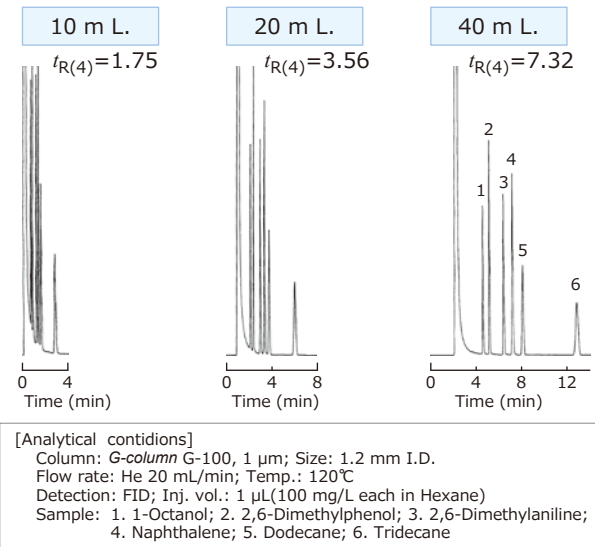 10 m L.
20 m L.
40 m L.
tR(4)=1.75
tR(4)=3.56
tR(4)=7.32
2
4
1
3
5
6
0 4
0 4 8
0 4 8 12
Time (min)
Time (min)
Time (min)
[Analytical contidions]
Column: G-column G-100, 1 μm; Size: 1.2 mm I.D.
Flow rate: He 20 mL/min; Temp.: 120℃
Detection: FID; Inj. vol.: 1 μL(100 mg/L each in Hexane)
Sample: 1. 1-Octanol; 2. 2,6-Dimethylphenol; 3. 2,6-Dimethylaniline;
4. Naphthalene; 5. Dodecane; 6. Tridecane